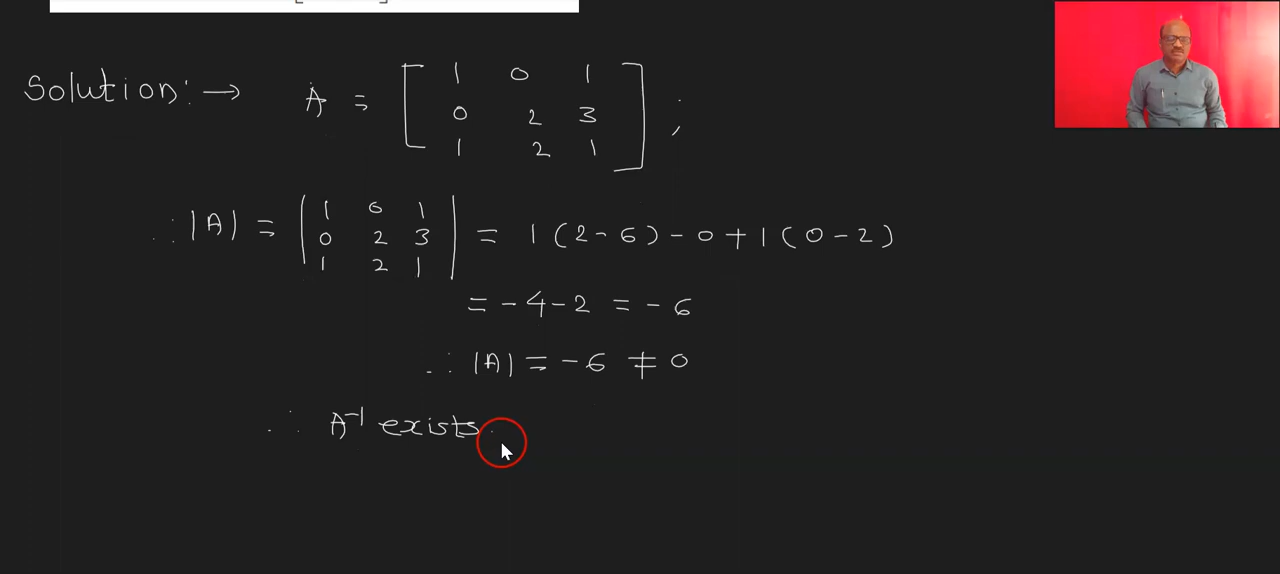 Solution:→ A = [ 1 0 1
0 2 3
1 2 1 ] ;
∴ |A| = | 1 0 1
0 2 3
1 2 1 | = 1 (2-6) - 0 + 1 (0-2)
= -4-2 = -6
∴ |A| = -6 ≠ 0
∴ A⁻¹ exists.